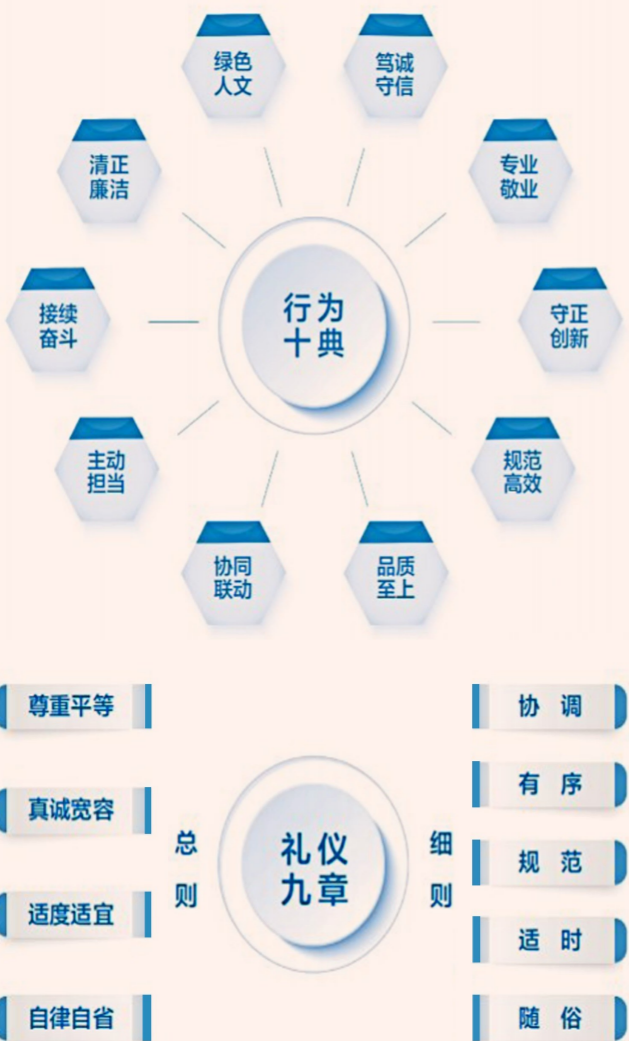 绿色
人文
笃诚
守信
清正
廉洁
专业
敬业
接续
奋斗
行为
十典
守正
创新
主动
担当
规范
高效
协同
联动
品质
至上
尊重平等
真诚宽容
适度适宜
自律自省
总
则
礼仪
九章
细
则
协 调
有 序
规 范
适 时
随 俗